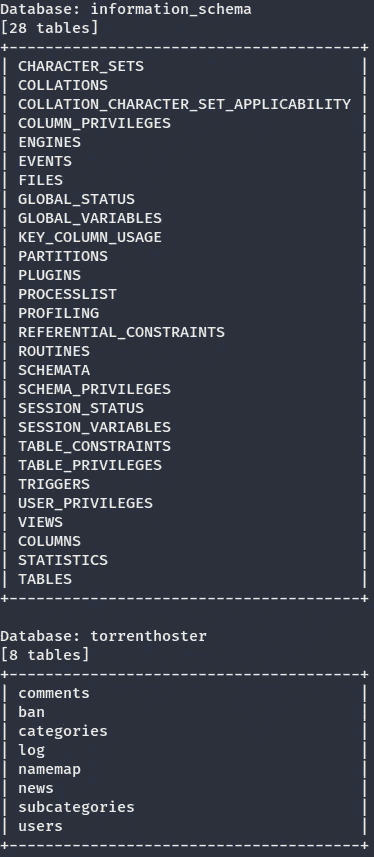 Database: information_schema
[28 tables]
+---------------------------------------+
| CHARACTER_SETS |
| COLLATIONS |
| COLLATION_CHARACTER_SET_APPLICABILITY |
| COLUMN_PRIVILEGES |
| ENGINES |
| EVENTS |
| FILES |
| GLOBAL_STATUS |
| GLOBAL_VARIABLES |
| KEY_COLUMN_USAGE |
| PARTITIONS |
| PLUGINS |
| PROCESSLIST |
| PROFILING |
| REFERENTIAL_CONSTRAINTS |
| ROUTINES |
| SCHEMATA |
| SCHEMA_PRIVILEGES |
| SESSION_STATUS |
| SESSION_VARIABLES |
| TABLE_CONSTRAINTS |
| TABLE_PRIVILEGES |
| TRIGGERS |
| USER_PRIVILEGES |
| VIEWS |
| COLUMNS |
| STATISTICS |
| TABLES |
+---------------------------------------+
Database: torrenthoster
[8 tables]
+---------------------------------------+
| comments |
| ban |
| categories |
| log |
| namemap |
| news |
| subcategories |
| users |
+---------------------------------------+